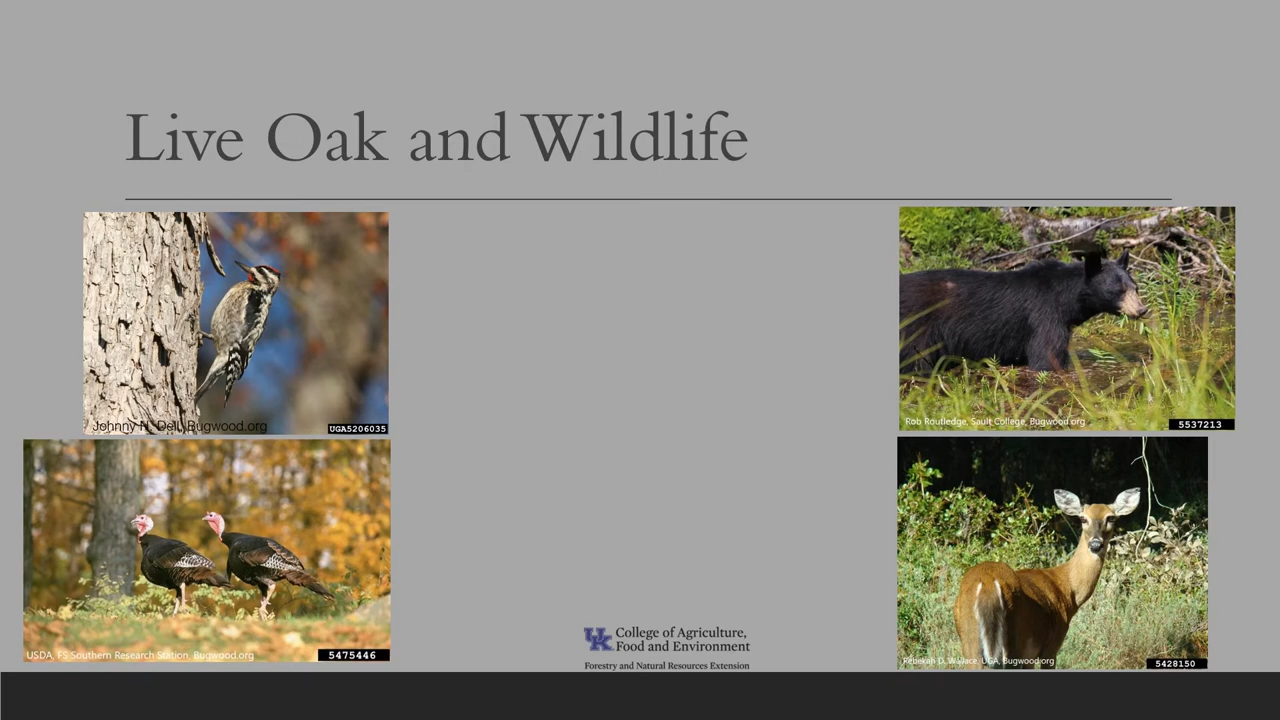 Live Oak and Wildlife
Johnny N. Dell, Bugwood.org
UGA5206035
Rob Routledge, Sault College, Bugwood.org
5537213
USDA, FS Southern Research Station, Bugwood.org
5475446
Rebekah D. Wallace, UGA, Bugwood.org
5428150
UK College of Agriculture,
Food and Environment
Forestry and Natural Resources Extension